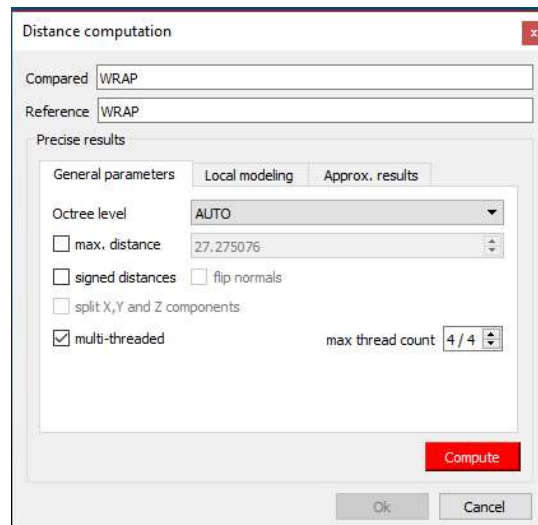 Distance computation
x
Compared WRAP
Reference WRAP
Precise results
General parameters Local modeling Approx. results
Octree level AUTO
max. distance 27.275076
signed distances flip normals
split X,Y and Z components
multi-threaded max thread count 4 / 4
Compute
Ok Cancel